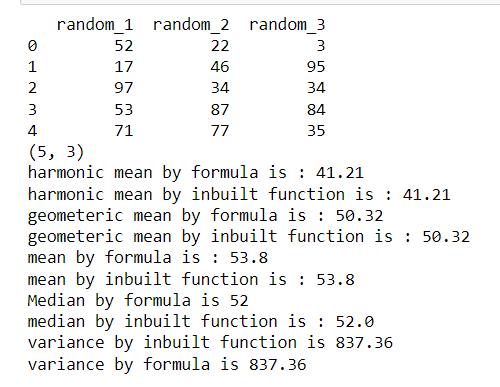 random_1 random_2 random_3
0 52 22 3
1 17 46 95
2 97 34 34
3 53 87 84
4 71 77 35
(5, 3)
harmonic mean by formula is : 41.21
harmonic mean by inbuilt function is : 41.21
geometeric mean by formula is : 50.32
geometeric mean by inbuilt function is : 50.32
mean by formula is : 53.8
mean by inbuilt function is : 53.8
Median by formula is 52
median by inbuilt function is : 52.0
variance by inbuilt function is 837.36
variance by formula is 837.36